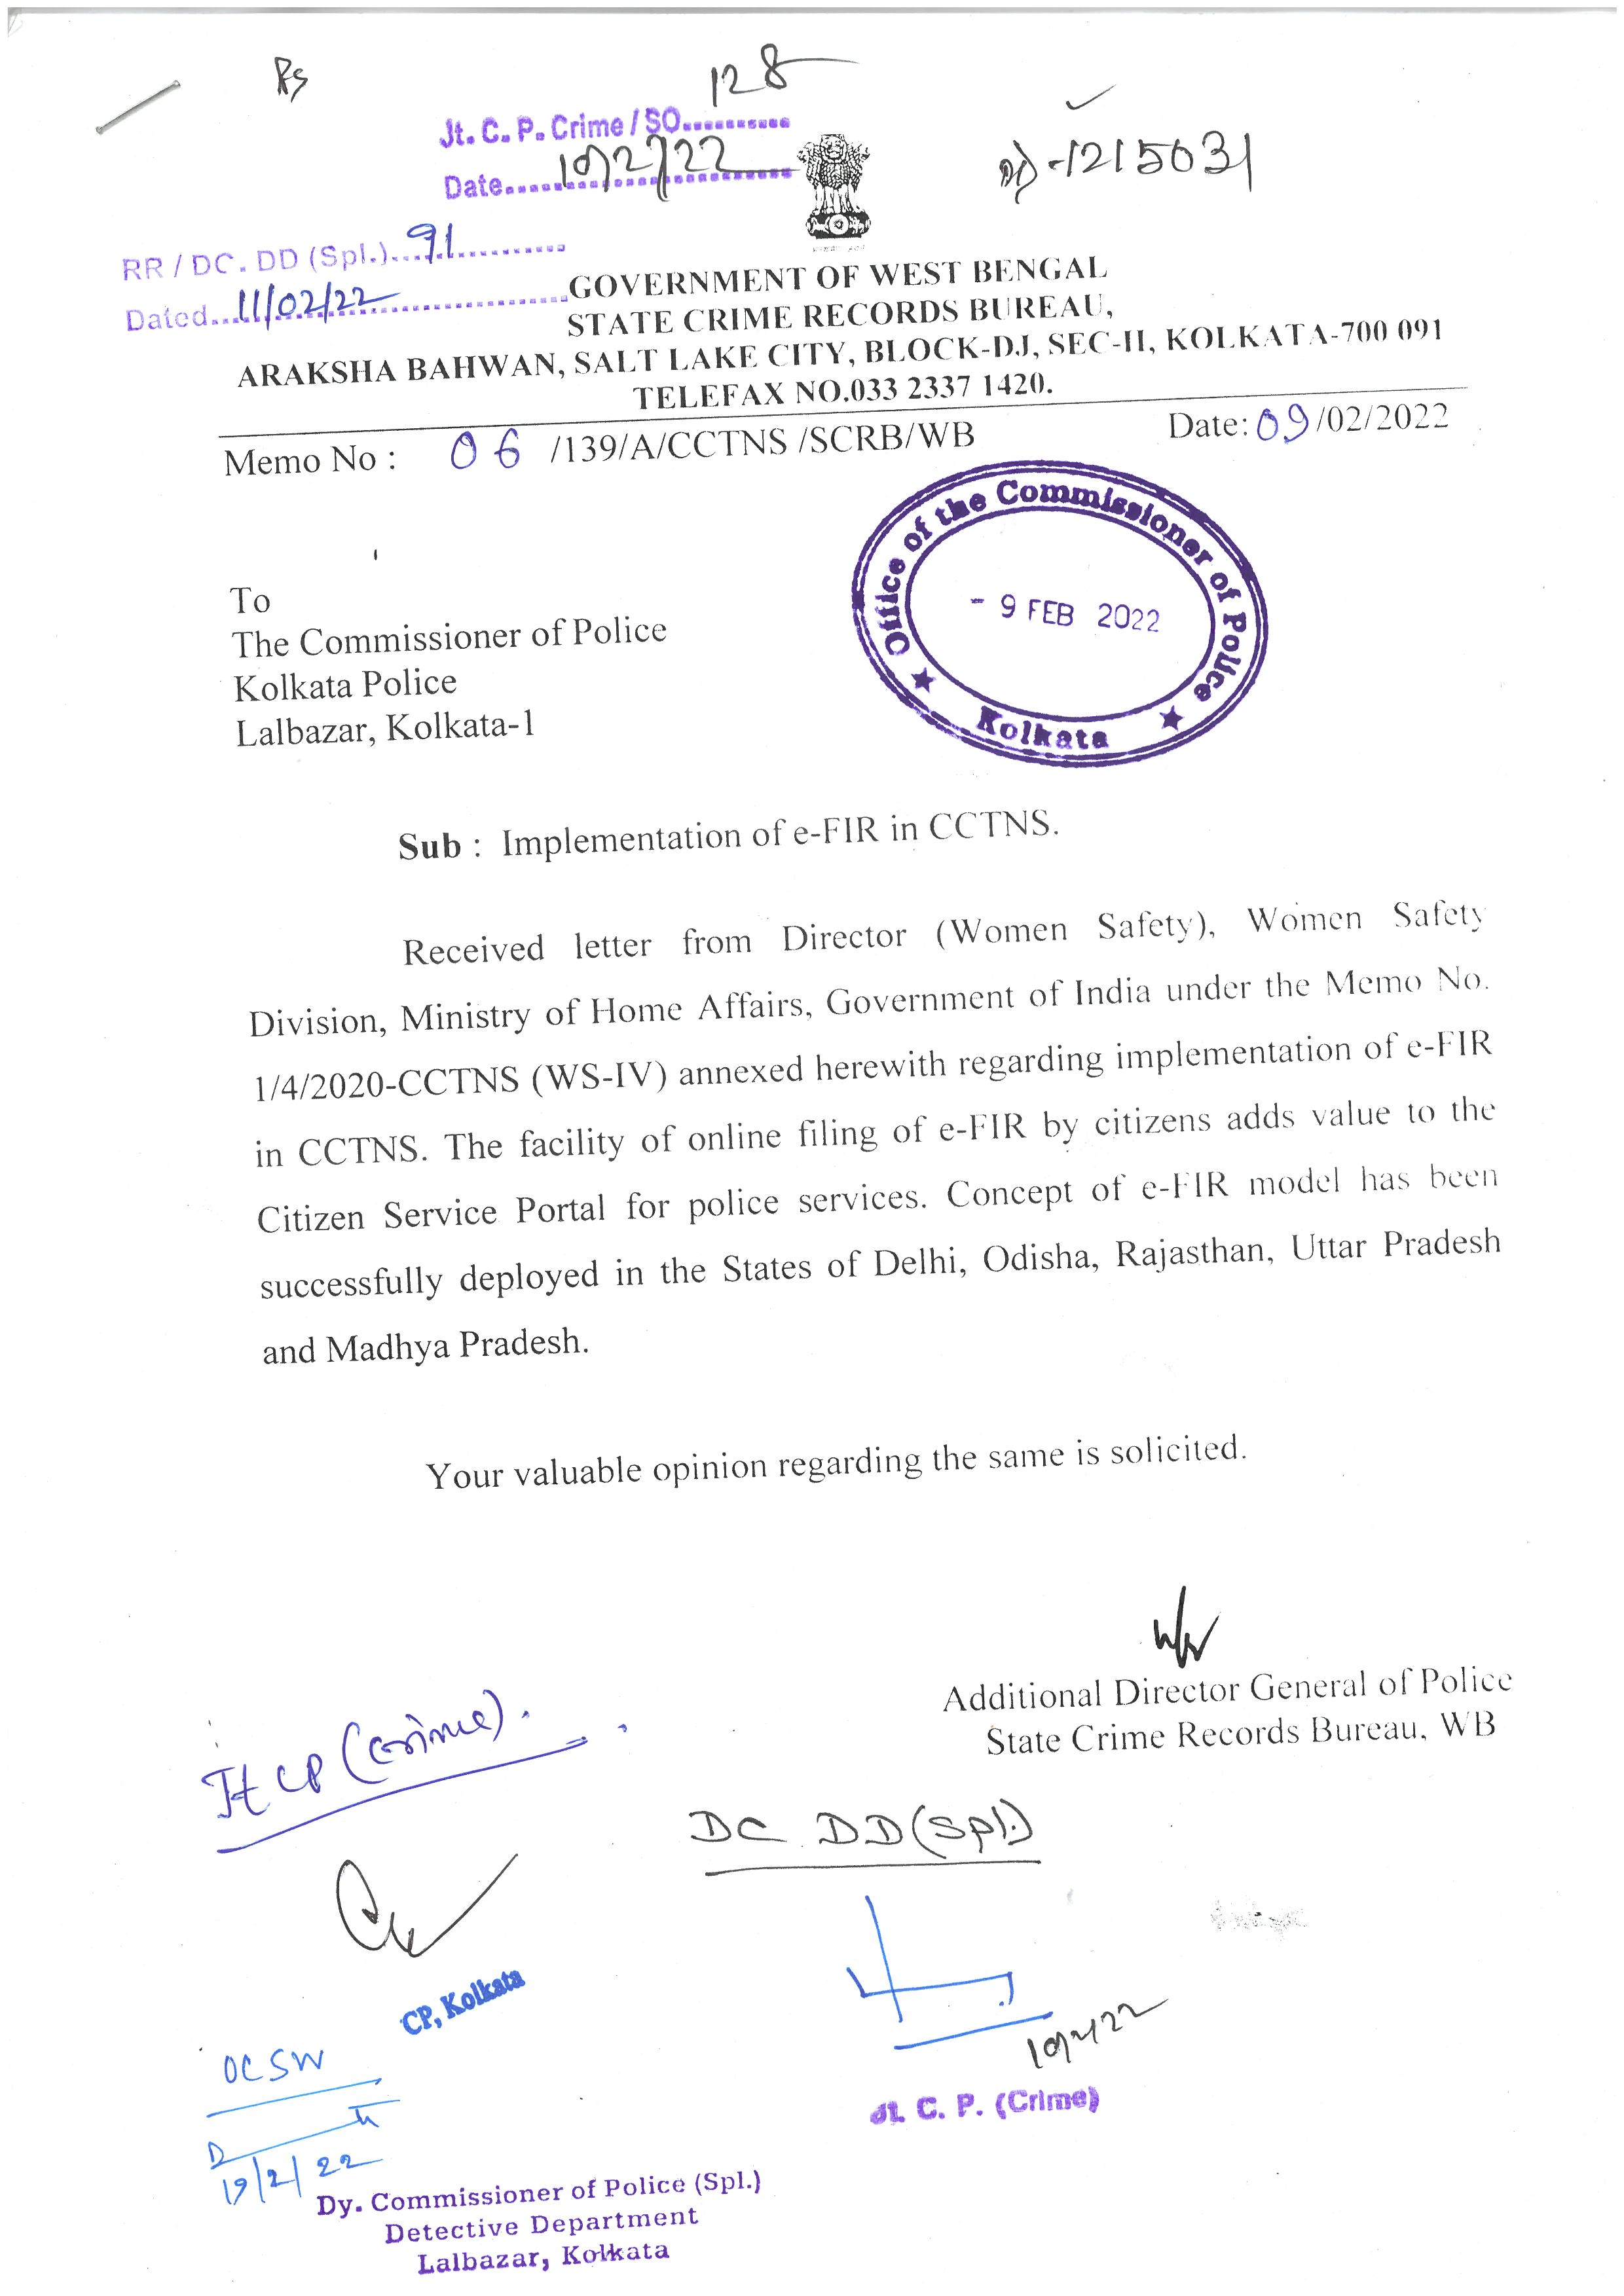 Rs
128
Jt. C. P. Crime / SO...........
Date 10/2/22
-1215031
RR / DC. DD (Spl.) 91
Dated 11/02/22
GOVERNMENT OF WEST BENGAL
STATE CRIME RECORDS BUREAU,
ARAKSHA BAHWAN, SALT LAKE CITY, BLOCK-DJ, SEC-II, KOLKATA-700 091
TELEFAX NO.033 2337 1420.
Memo No : 06 /139/A/CCTNS /SCRB/WB
Date: 09/02/2022
Office of the Commissioner of Police
- 9 FEB 2022
Kolkata
To
The Commissioner of Police
Kolkata Police
Lalbazar, Kolkata-1
Sub : Implementation of e-FIR in CCTNS.
Received letter from Director (Women Safety), Women Safety
Division, Ministry of Home Affairs, Government of India under the Memo No.
1/4/2020-CCTNS (WS-IV) annexed herewith regarding implementation of e-FIR
in CCTNS. The facility of online filing of e-FIR by citizens adds value to the
Citizen Service Portal for police services. Concept of e-FIR model has been
successfully deployed in the States of Delhi, Odisha, Rajasthan, Uttar Pradesh
and Madhya Pradesh.
Your valuable opinion regarding the same is solicited.
Additional Director General of Police
State Crime Records Bureau, WB
Jt CP (Crime).
DC DD (Spl.)
CP, Kolkata
10/2/22
Jt. C. P. (Crime)
OCSW
19/2/22
Dy. Commissioner of Police (Spl.)
Detective Department
Lalbazar, Kolkata